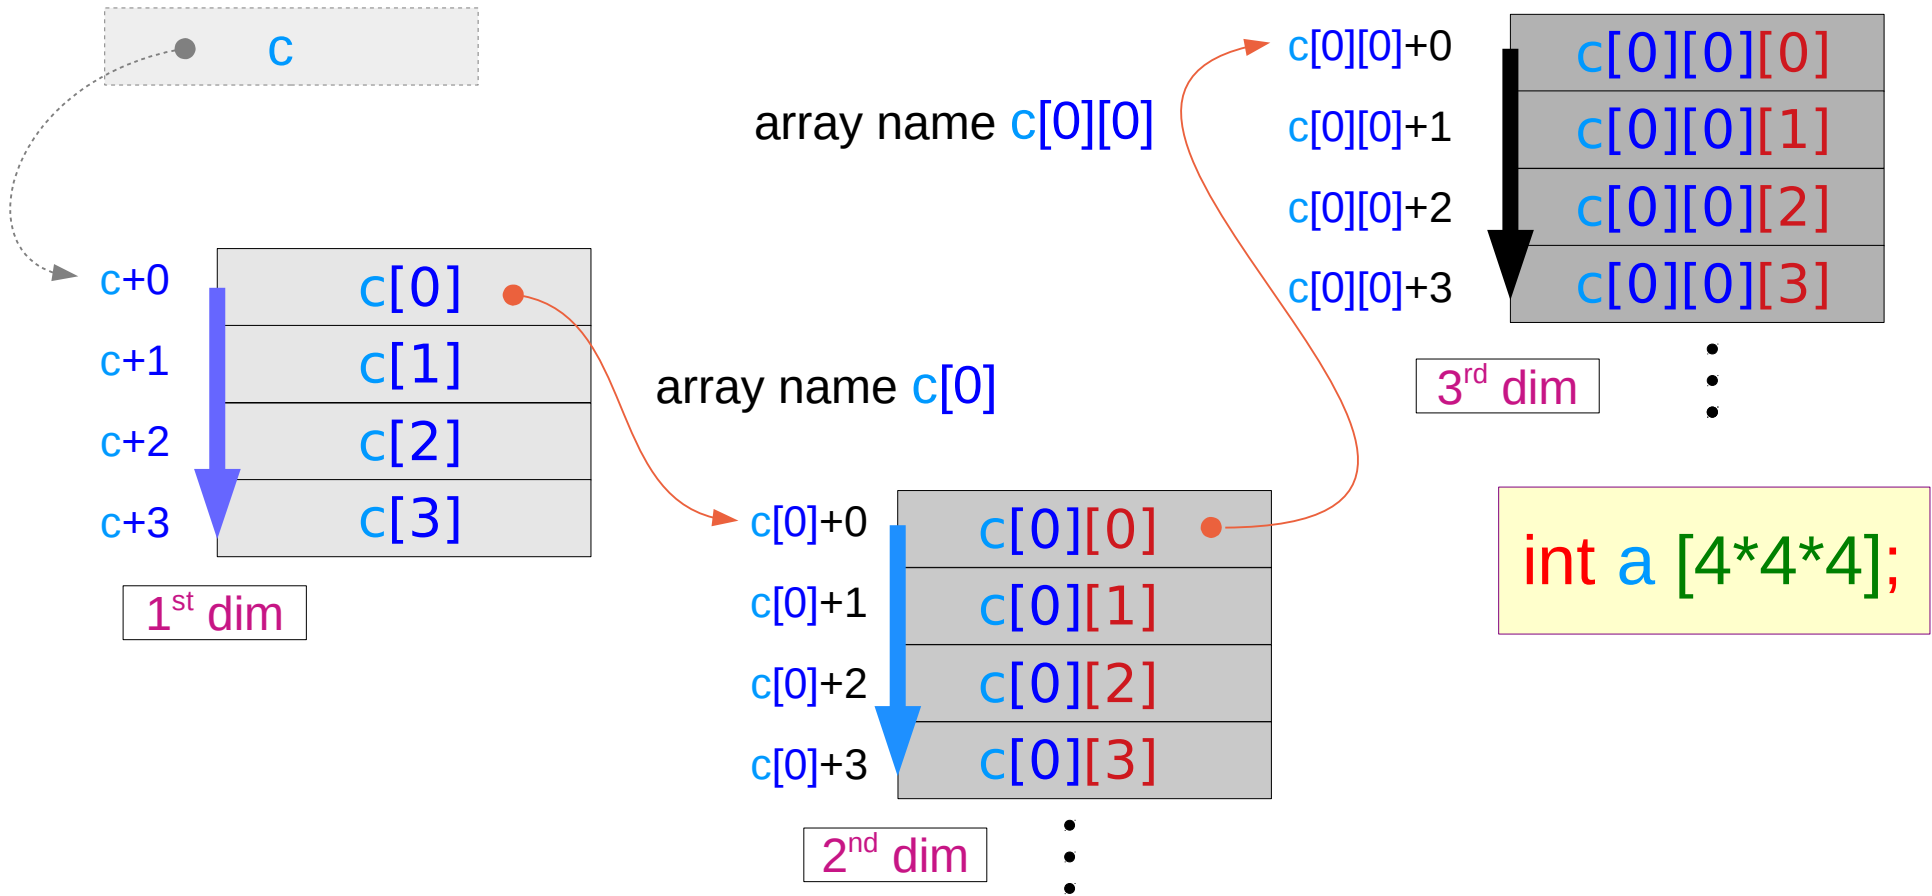 c
c+0
c+1
c+2
c+3
c[0]
c[1]
c[2]
c[3]
1st dim
array name c[0]
c[0]+0
c[0]+1
c[0]+2
c[0]+3
c[0][0]
c[0][1]
c[0][2]
c[0][3]
2nd dim
array name c[0][0]
c[0][0]+0
c[0][0]+1
c[0][0]+2
c[0][0]+3
c[0][0][0]
c[0][0][1]
c[0][0][2]
c[0][0][3]
3rd dim
int a [4*4*4];